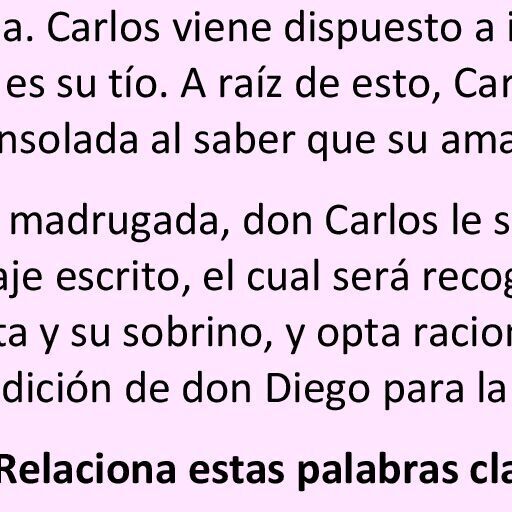 a. Carlos viene dispuesto a i
es su tío. A raíz de esto, Car
nsolada al saber que su ama
madrugada, don Carlos le s
aje escrito, el cual será recog
ta y su sobrino, y opta racion
dición de don Diego para la
Relaciona estas palabras cla